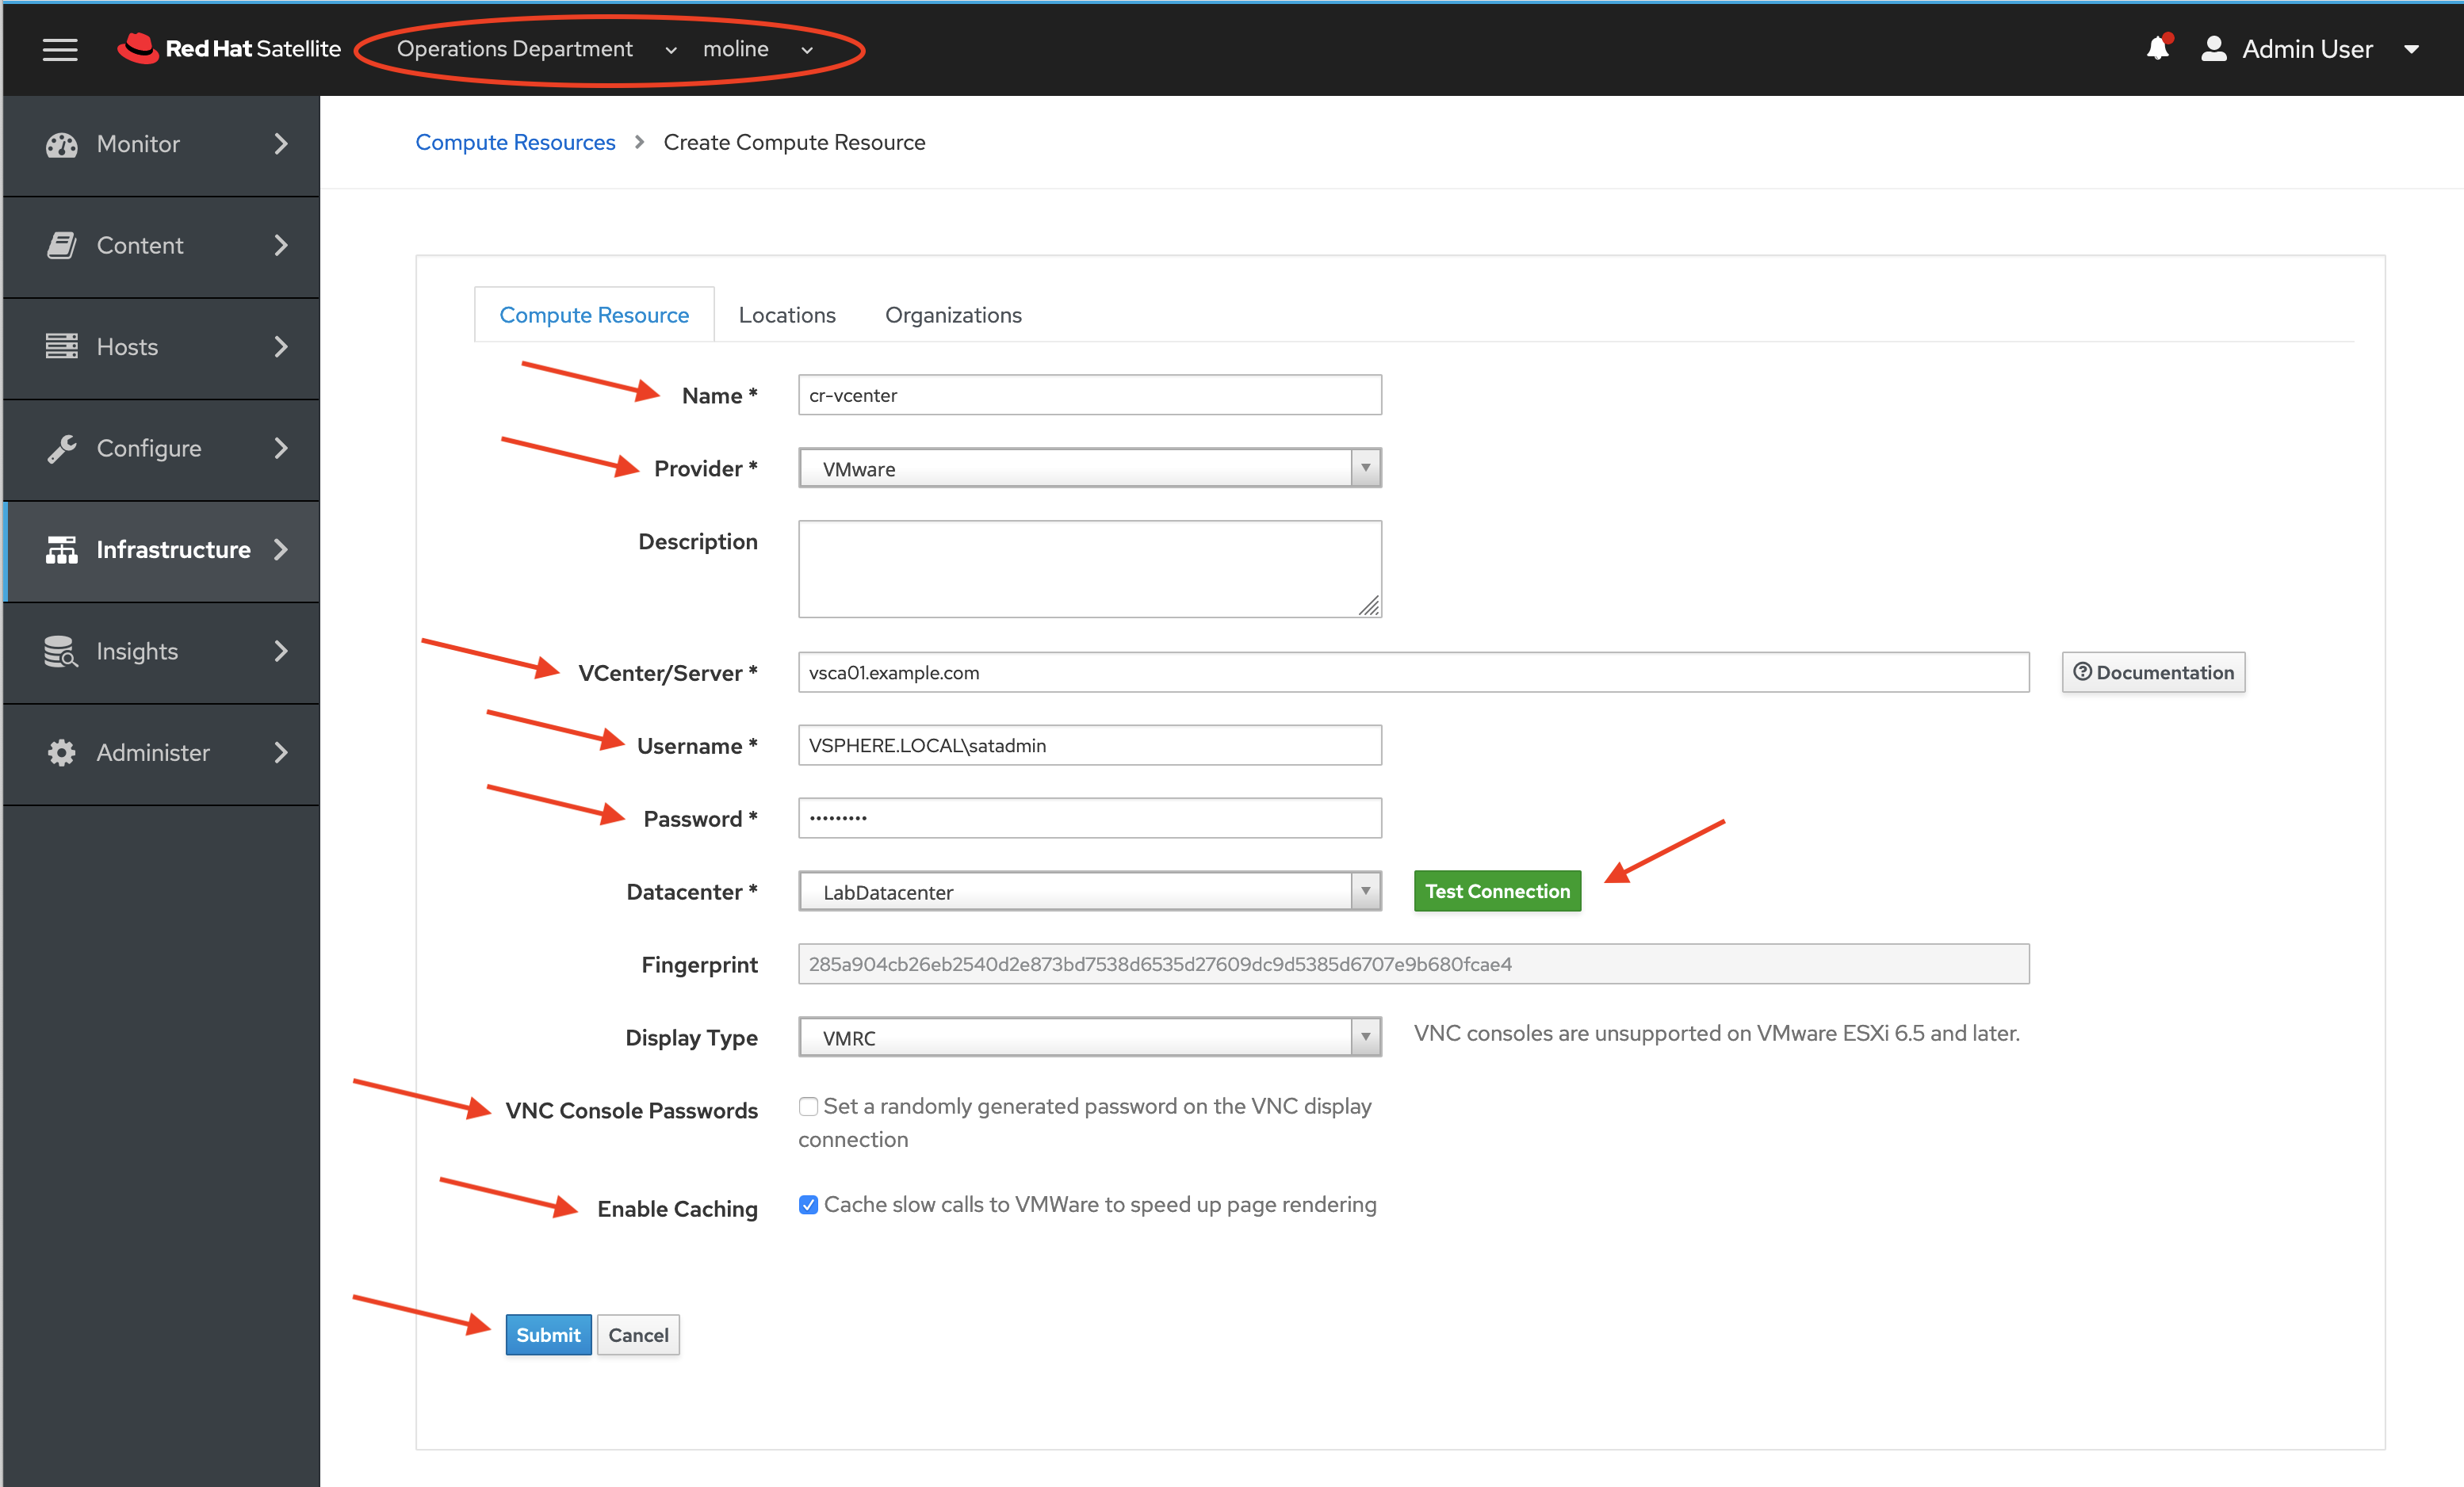 Red Hat Satellite Operations Department moline Admin User
Monitor
Content
Hosts
Configure
Infrastructure
Insights
Administer
Compute Resources > Create Compute Resource
Compute Resource Locations Organizations
Name * cr-vcenter
Provider * VMware
Description
VCenter/Server * vsca01.example.com Documentation
Username * VSPHERE.LOCAL\satadmin
Password * •••••••••
Datacenter * LabDatacenter Test Connection
Fingerprint 285a904cb26eb2540d2e873bd7538d6535d27609dc9d5385d6707e9b680fcae4
Display Type VMRC VNC consoles are unsupported on VMware ESXi 6.5 and later.
VNC Console Passwords Set a randomly generated password on the VNC display
connection
Enable Caching Cache slow calls to VMWare to speed up page rendering
Submit Cancel